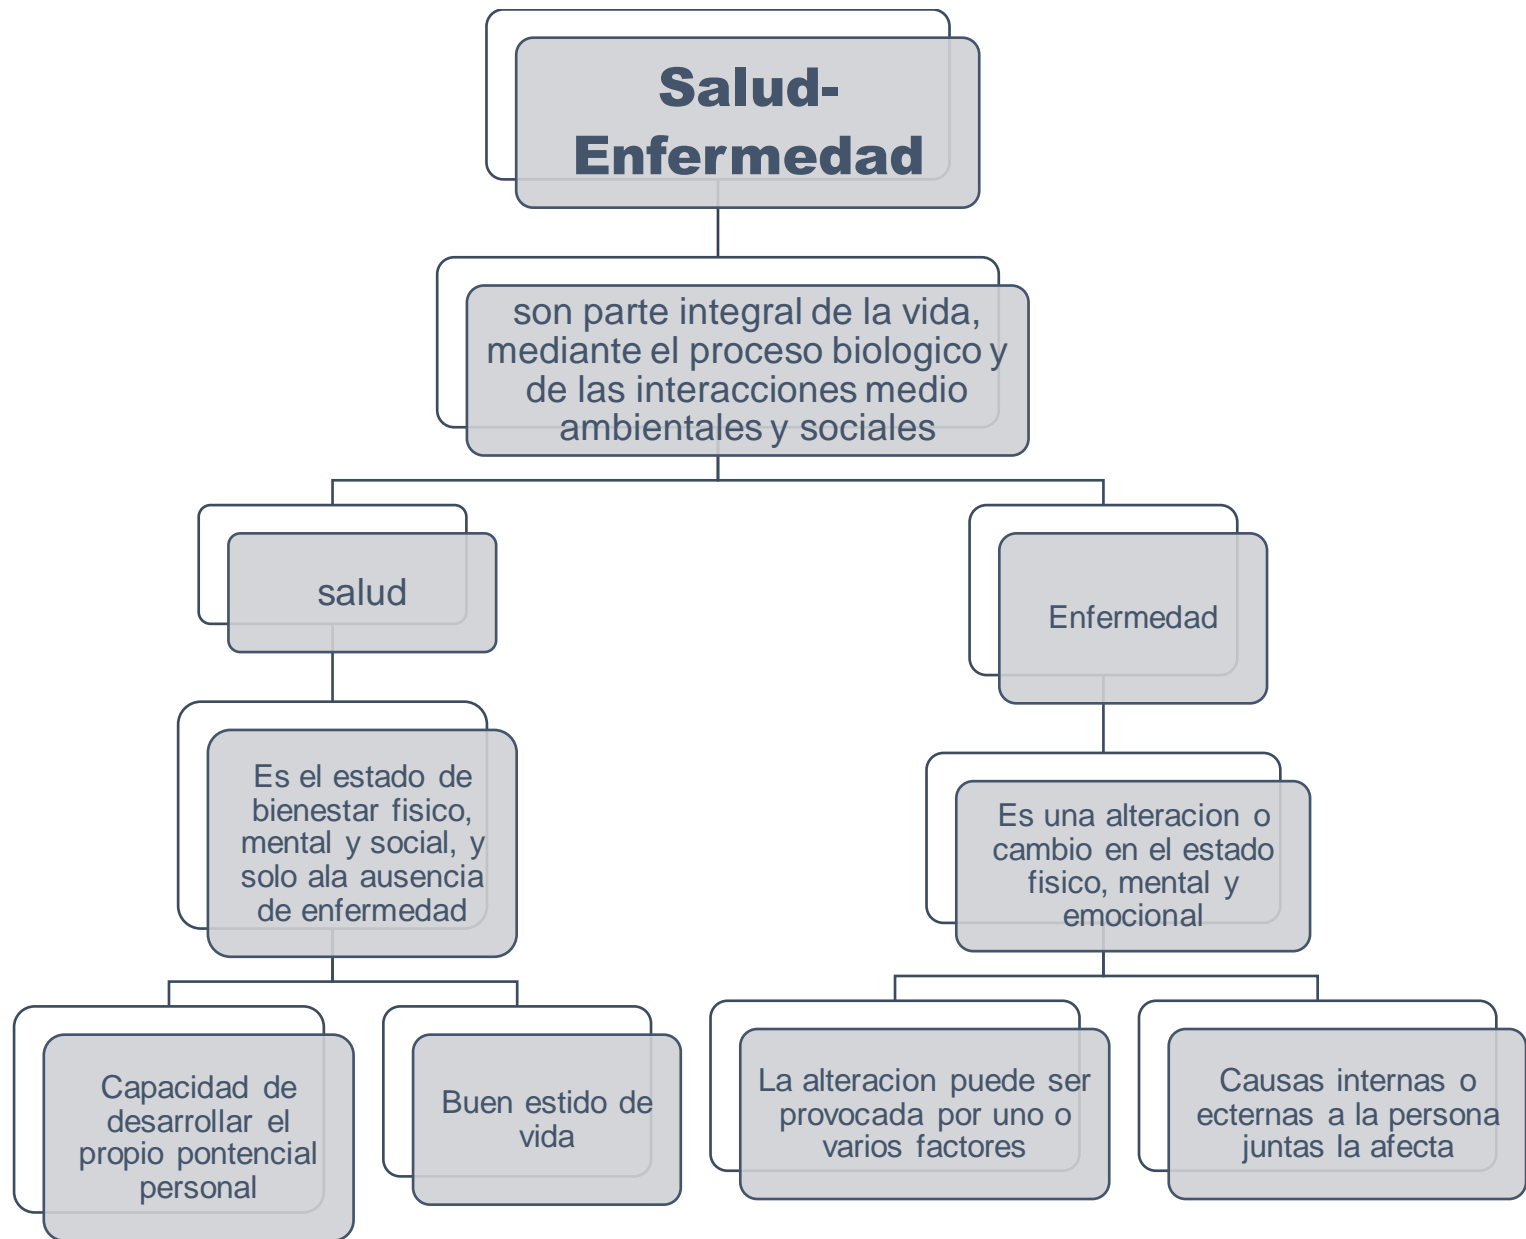 Salud-
Enfermedad
son parte integral de la vida,
mediante el proceso biologico y
de las interacciones medio
ambientales y sociales
salud
Es el estado de
bienestar fisico,
mental y social, y
solo ala ausencia
de enfermedad
Capacidad de
desarrollar el
propio pontencial
personal
Buen estido de
vida
Enfermedad
Es una alteracion o
cambio en el estado
fisico, mental y
emocional
La alteracion puede ser
provocada por uno o
varios factores
Causas internas o
ecternas a la persona
juntas la afecta